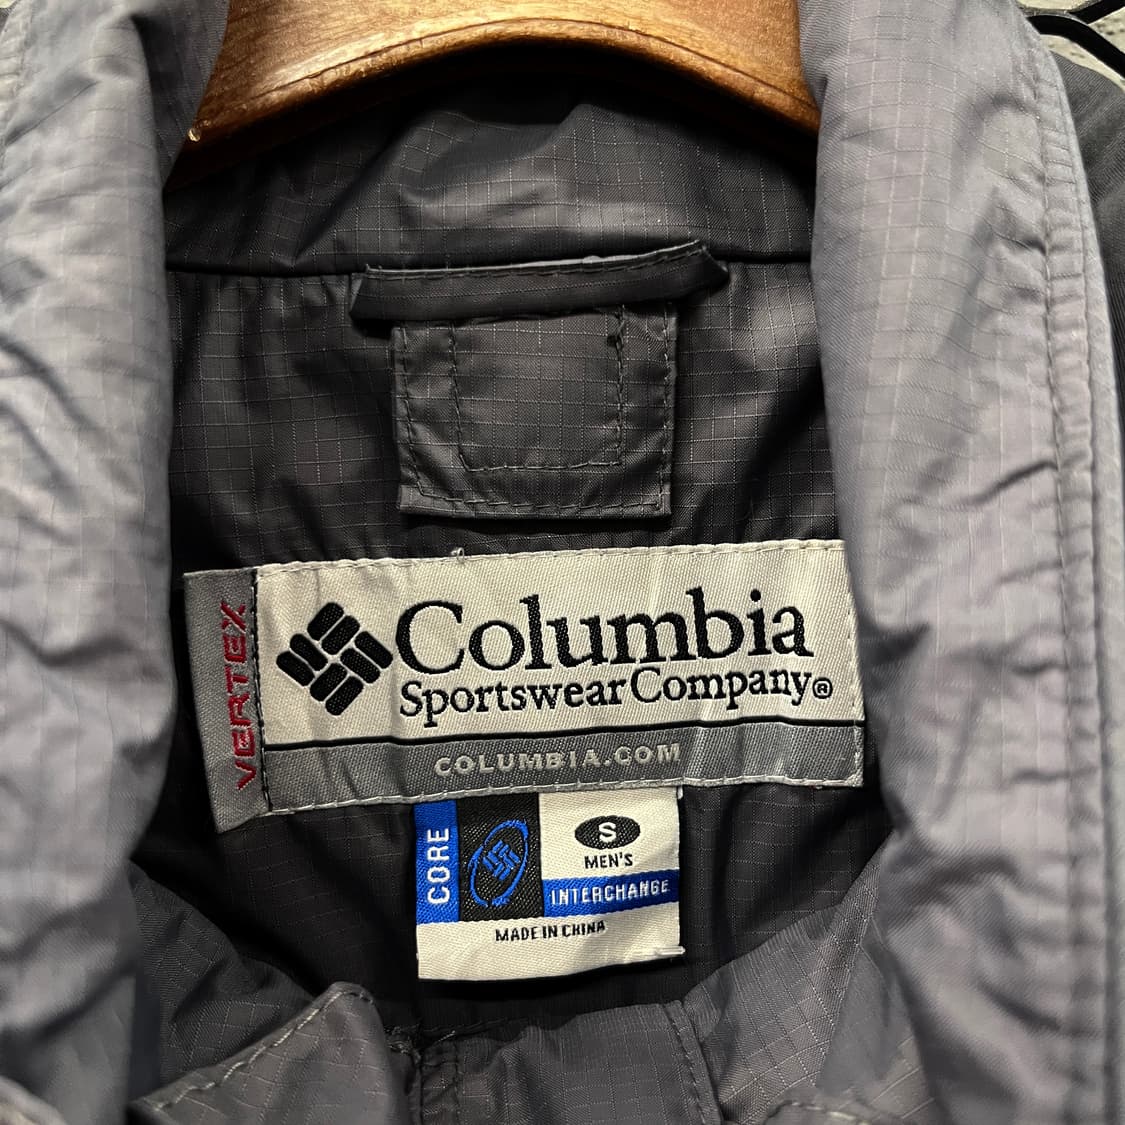 VERTEX
Columbia
Sportswear Company®
COLUMBIA.COM
CORE
S
MEN'S
INTERCHANGE
MADE IN CHINA